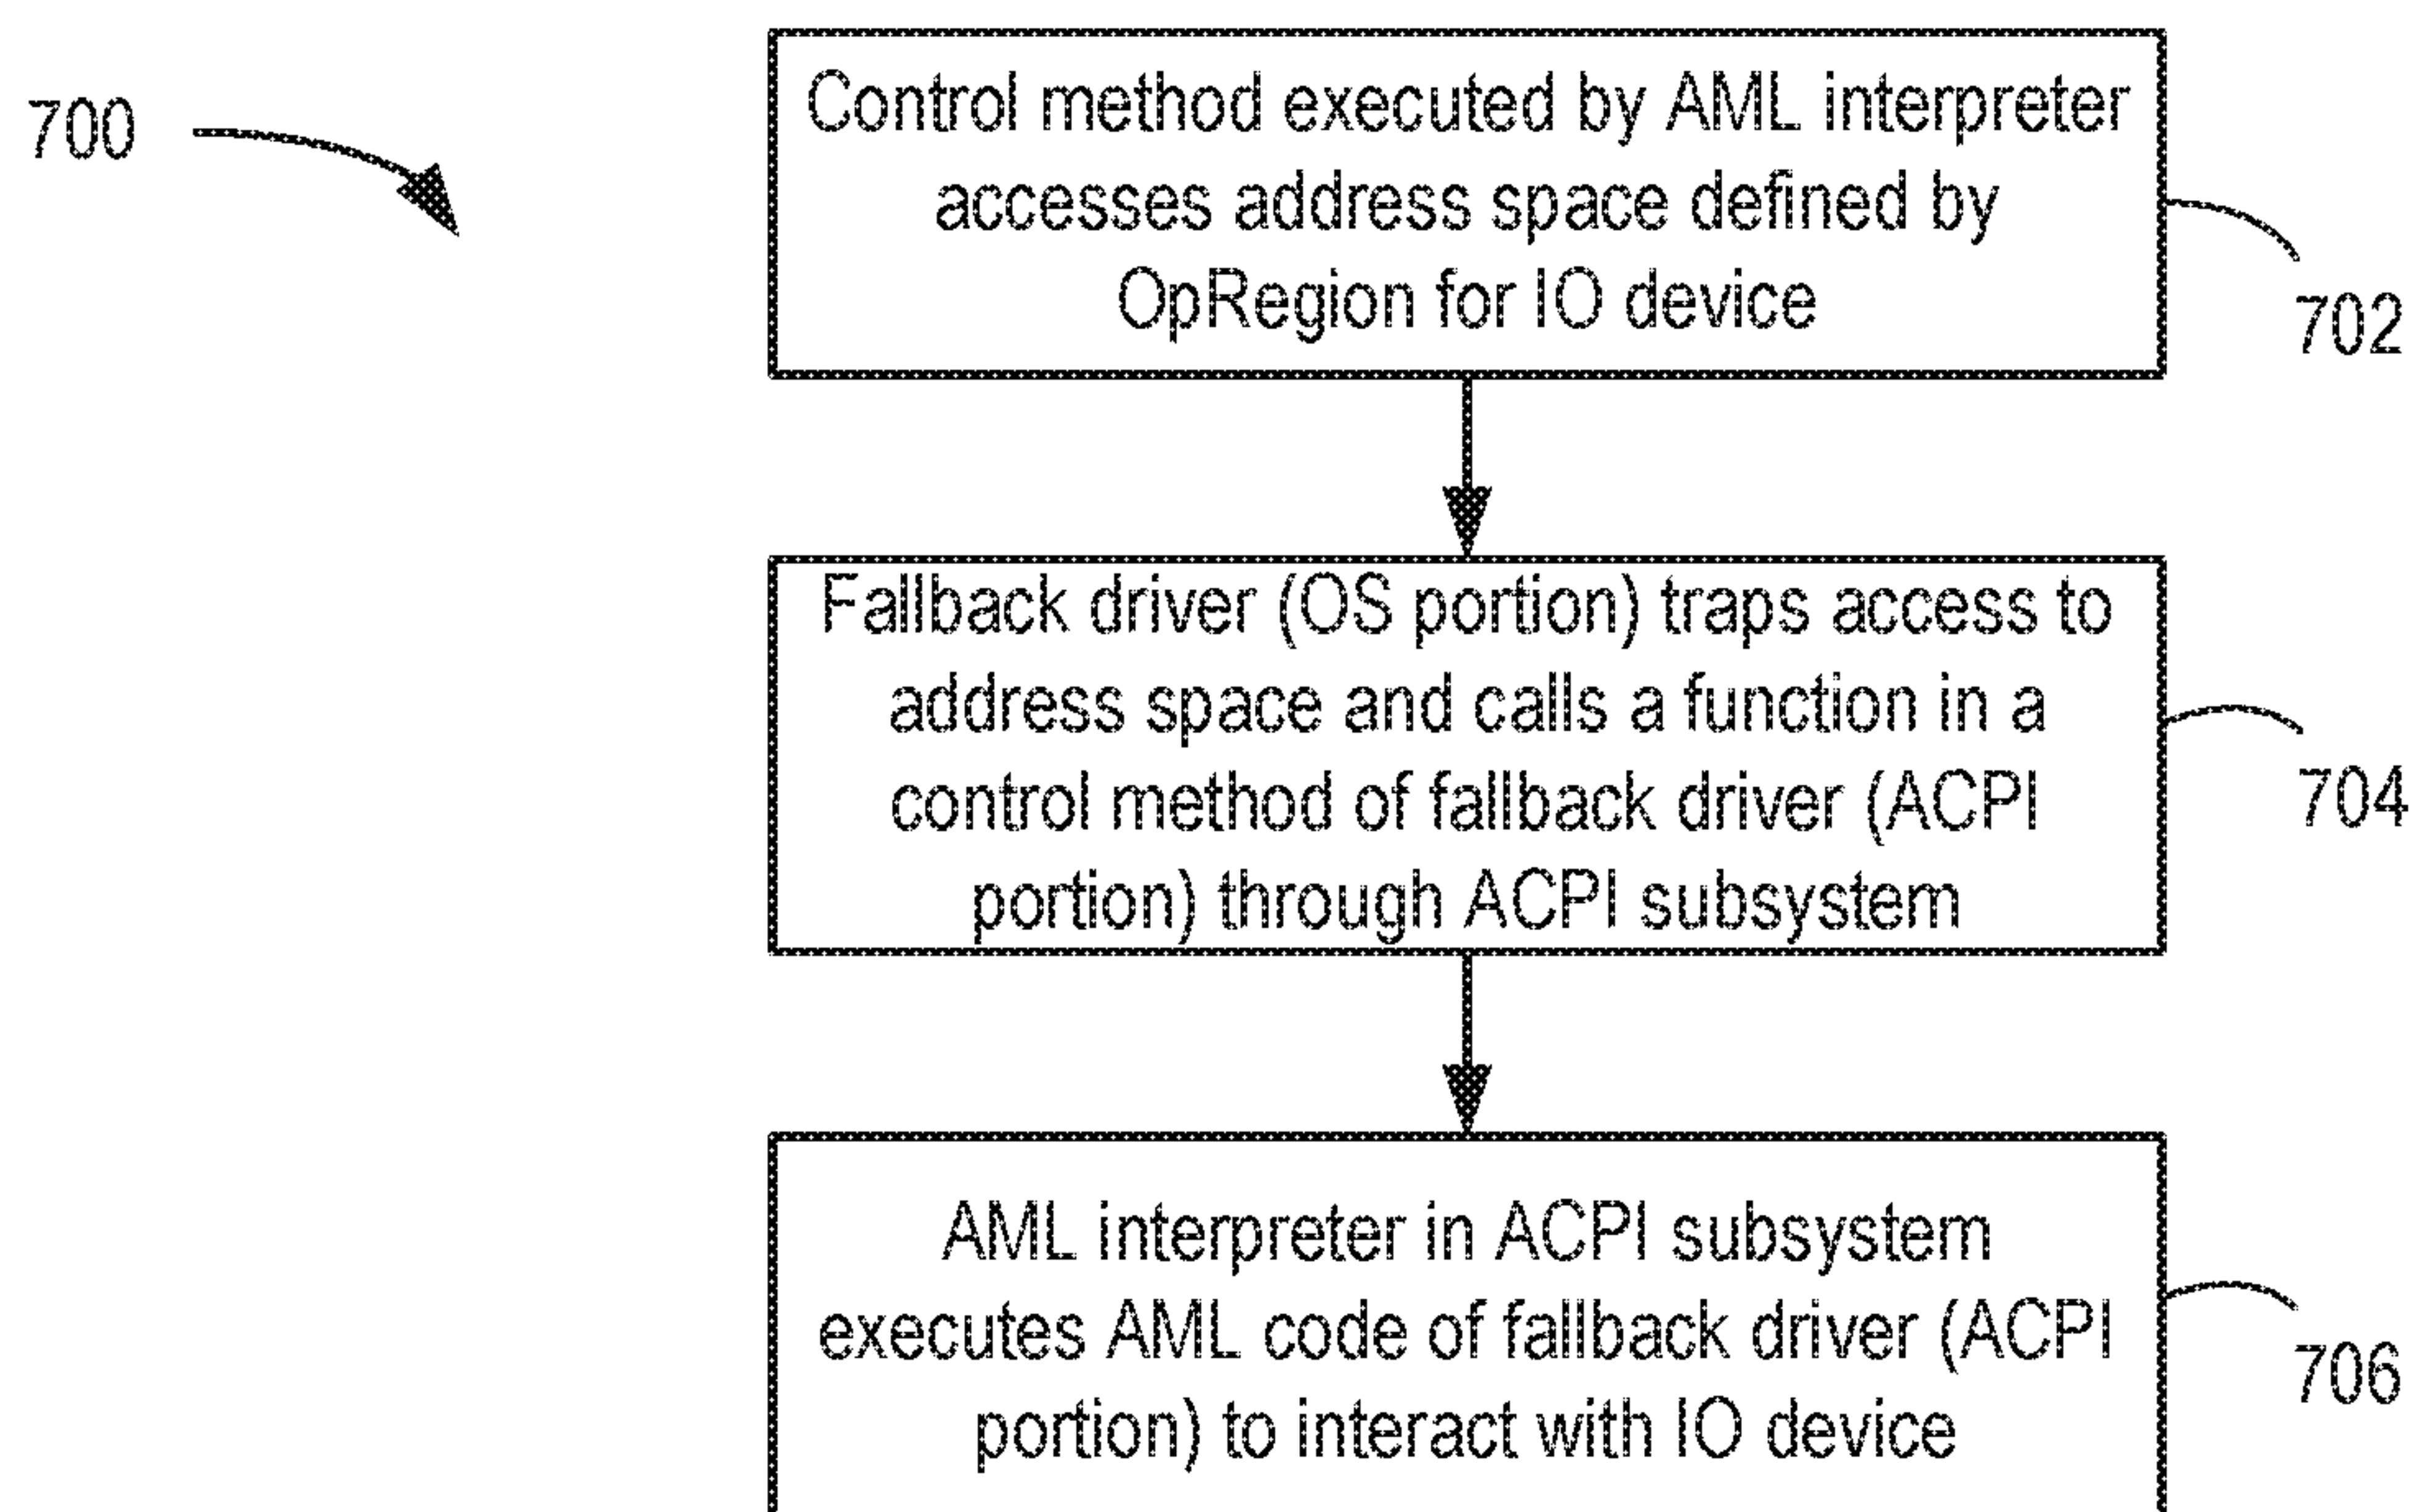 700
Control method executed by AML interpreter
accesses address space defined by
OpRegion for IO device
702
Fallback driver (OS portion) traps access to
address space and calls a function in a
control method of fallback driver (ACPI
portion) through ACPI subsystem
704
AML interpreter in ACPI subsystem
executes AML code of fallback driver (ACPI
portion) to interact with IO device
706